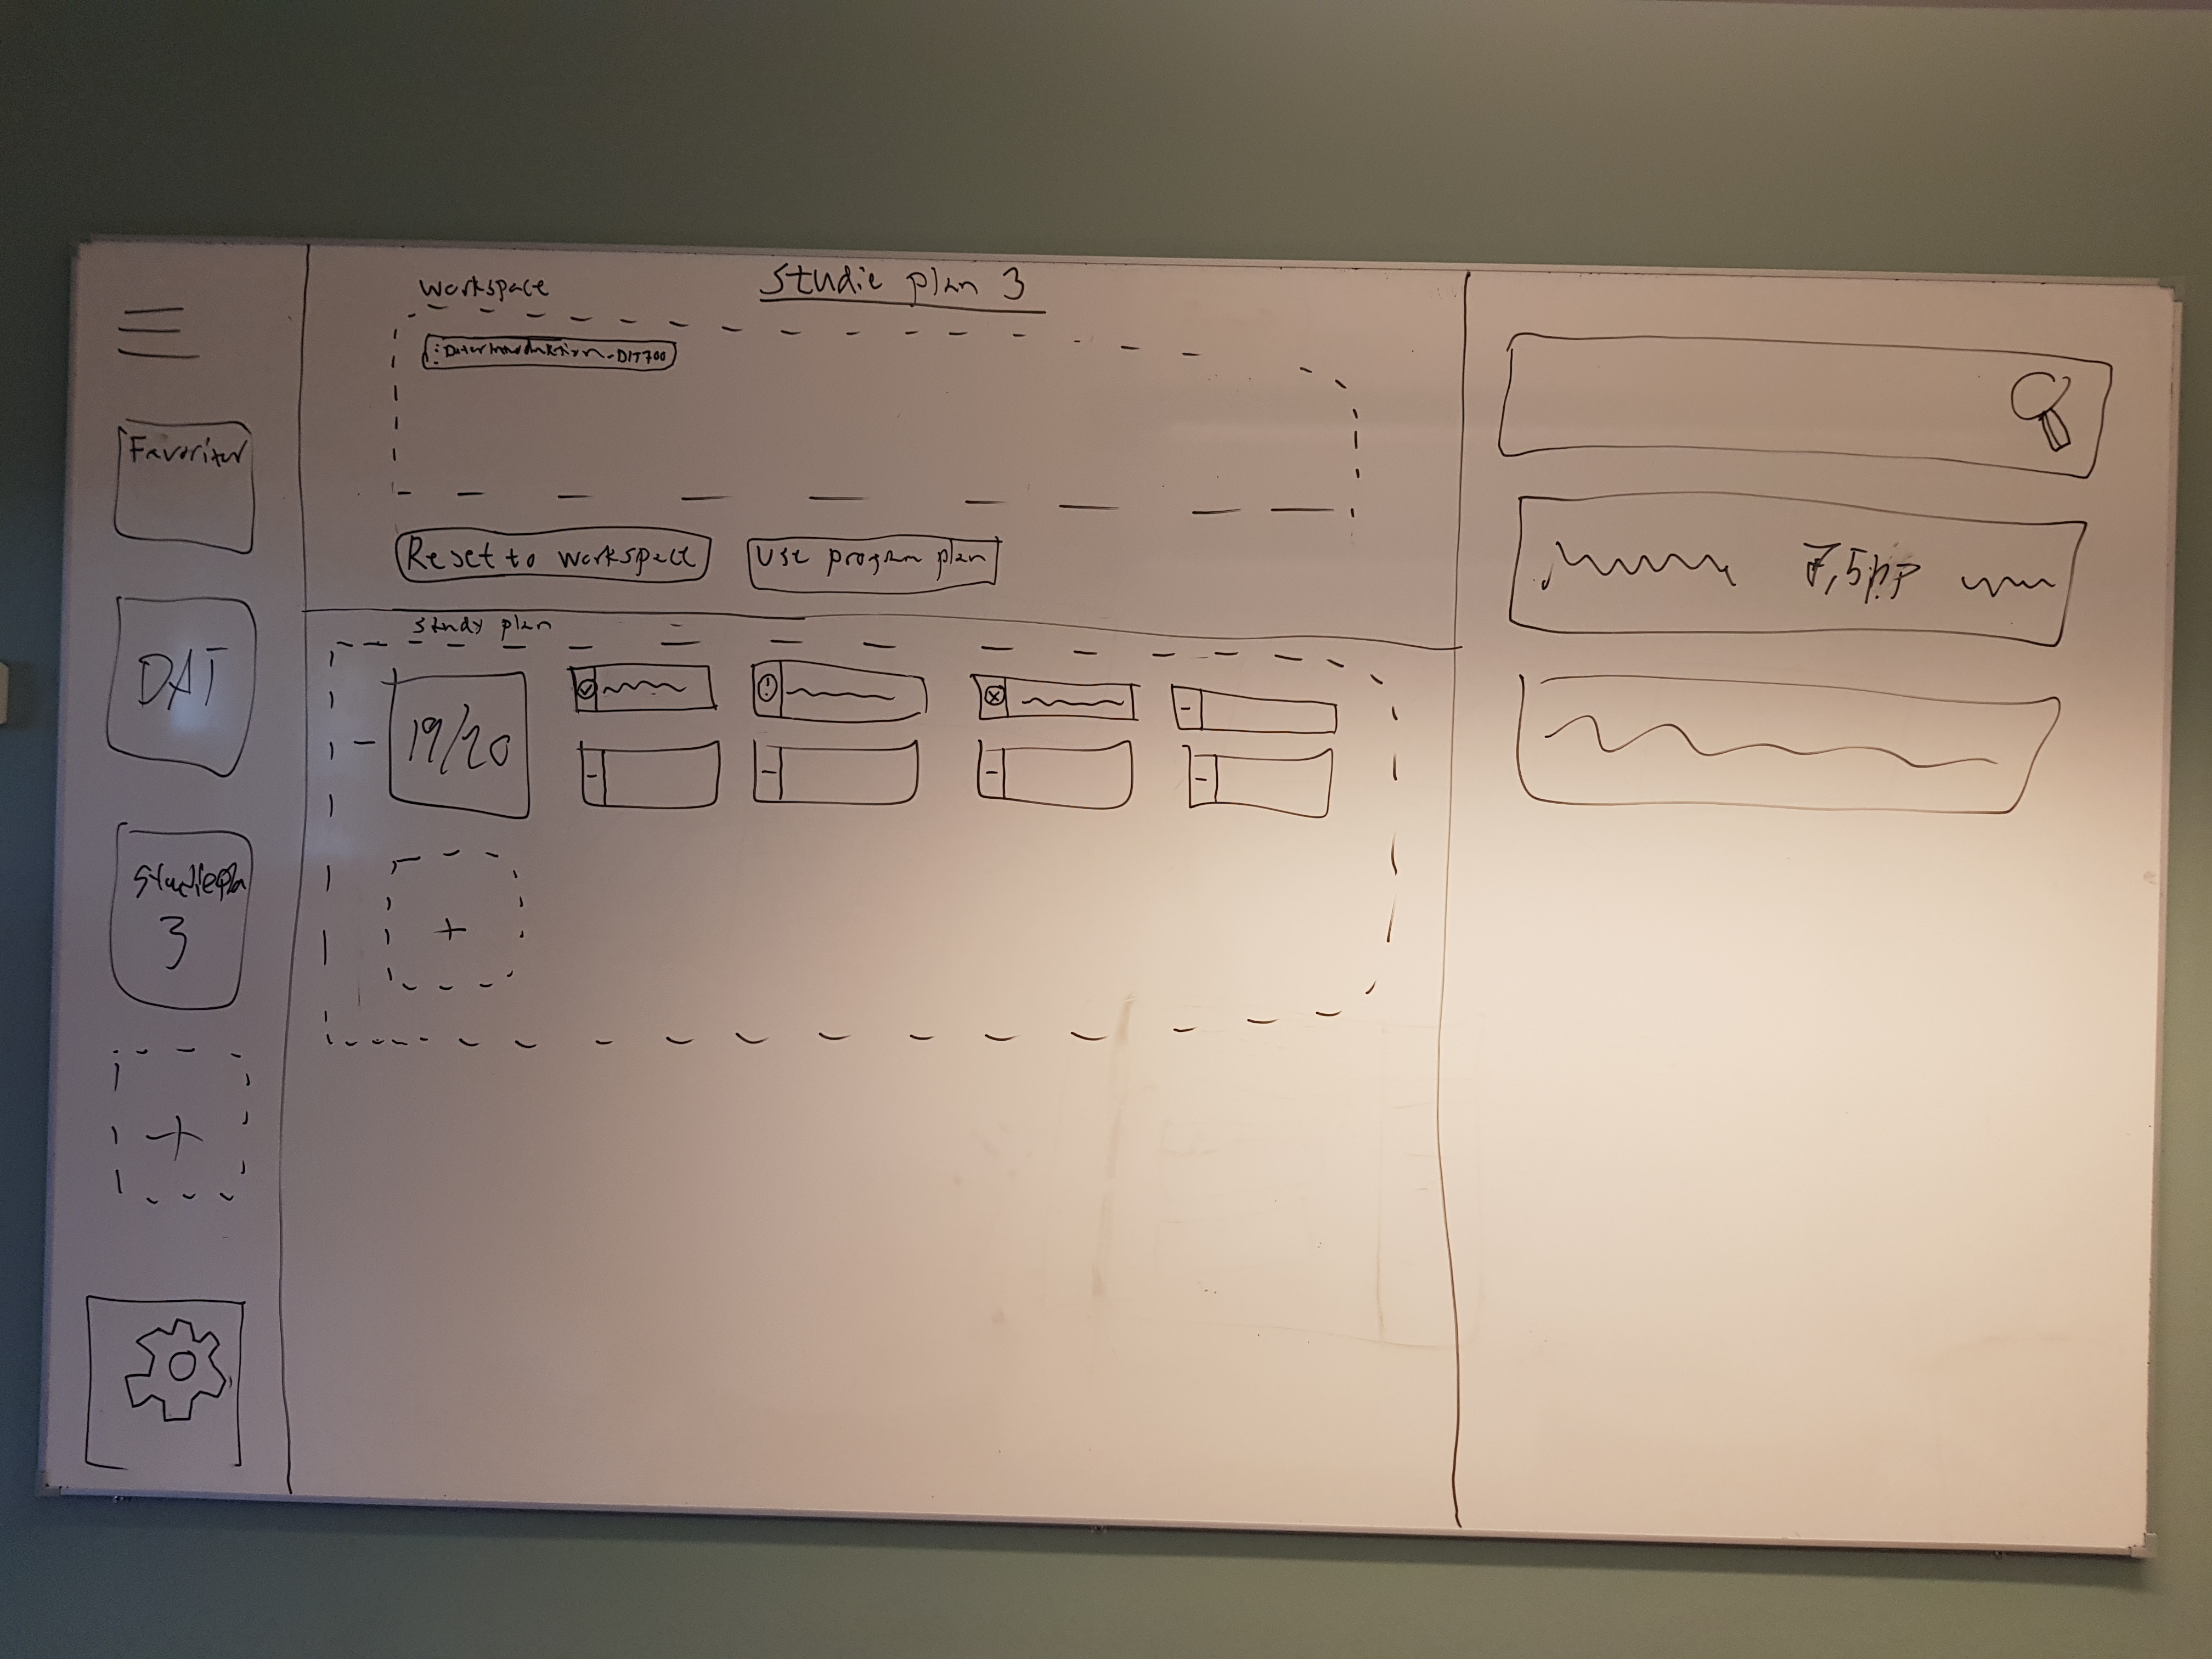 Studie plan 3
Workspace
DIT700
Reset to workspace
Use program plan
Favoriter
DAT
Studieplan
3
+
study plan
19/20
+
7,5hp